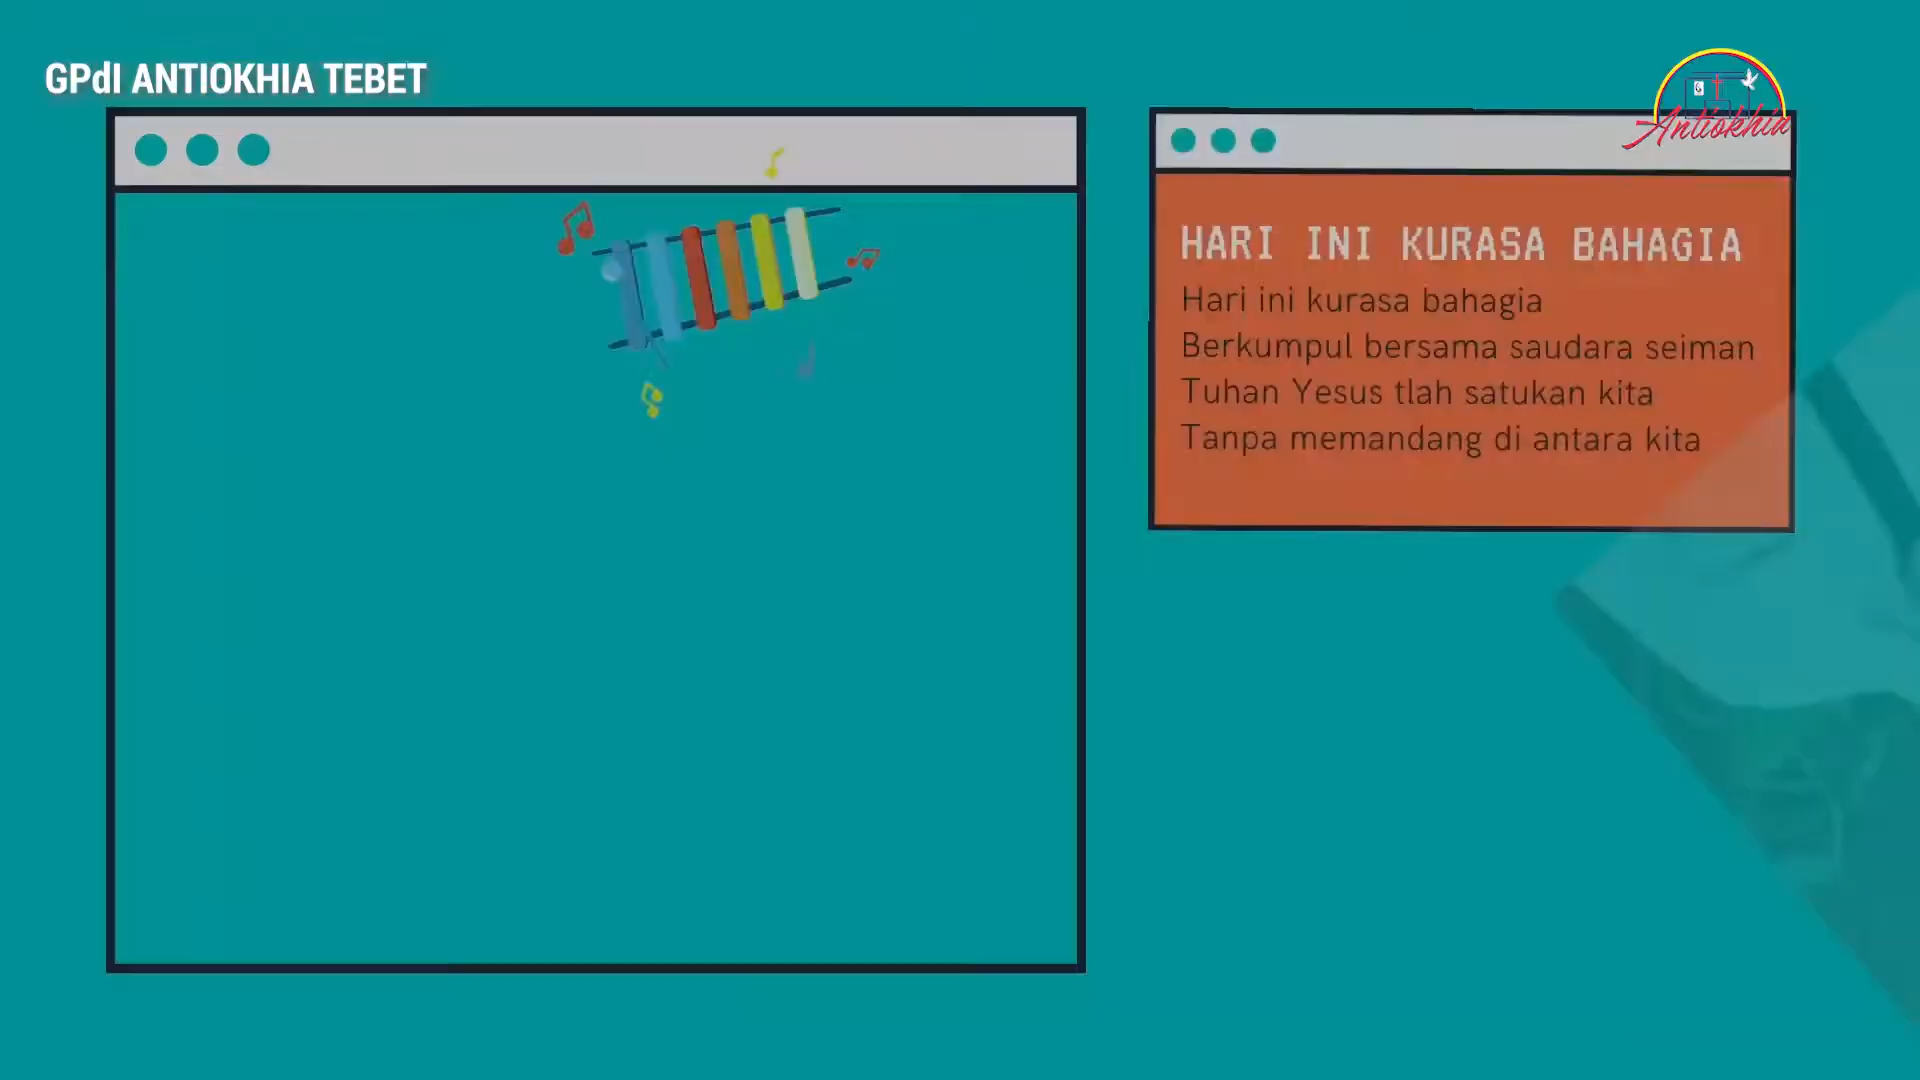 GPdI ANTIOKHIA TEBET
Antiokhia
HARI INI KURASA BAHAGIA
Hari ini kurasa bahagia
Berkumpul bersama saudara seiman
Tuhan Yesus tlah satukan kita
Tanpa memandang di antara kita